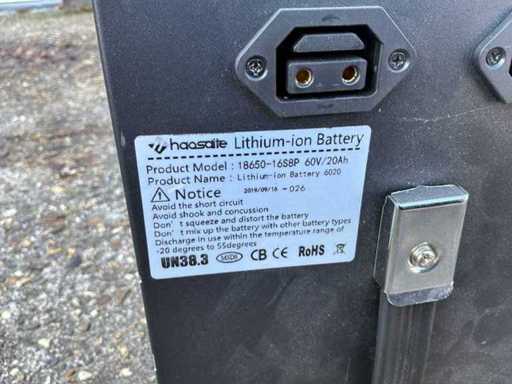 haosaite Lithium-ion Battery
Product Model : 18650-16S8P 60V/20Ah
Product Name : Lithium-ion Battery 6020
Notice 2019/09/16 -026
Avoid the short circuit
Avoid shook and concussion
Don't squeeze and distort the battery
Don't mix up the battery with other battery types
Discharge in use within the temperature range of
-20 degrees to 55degrees
UN38.3 MSDS CB CE RoHS